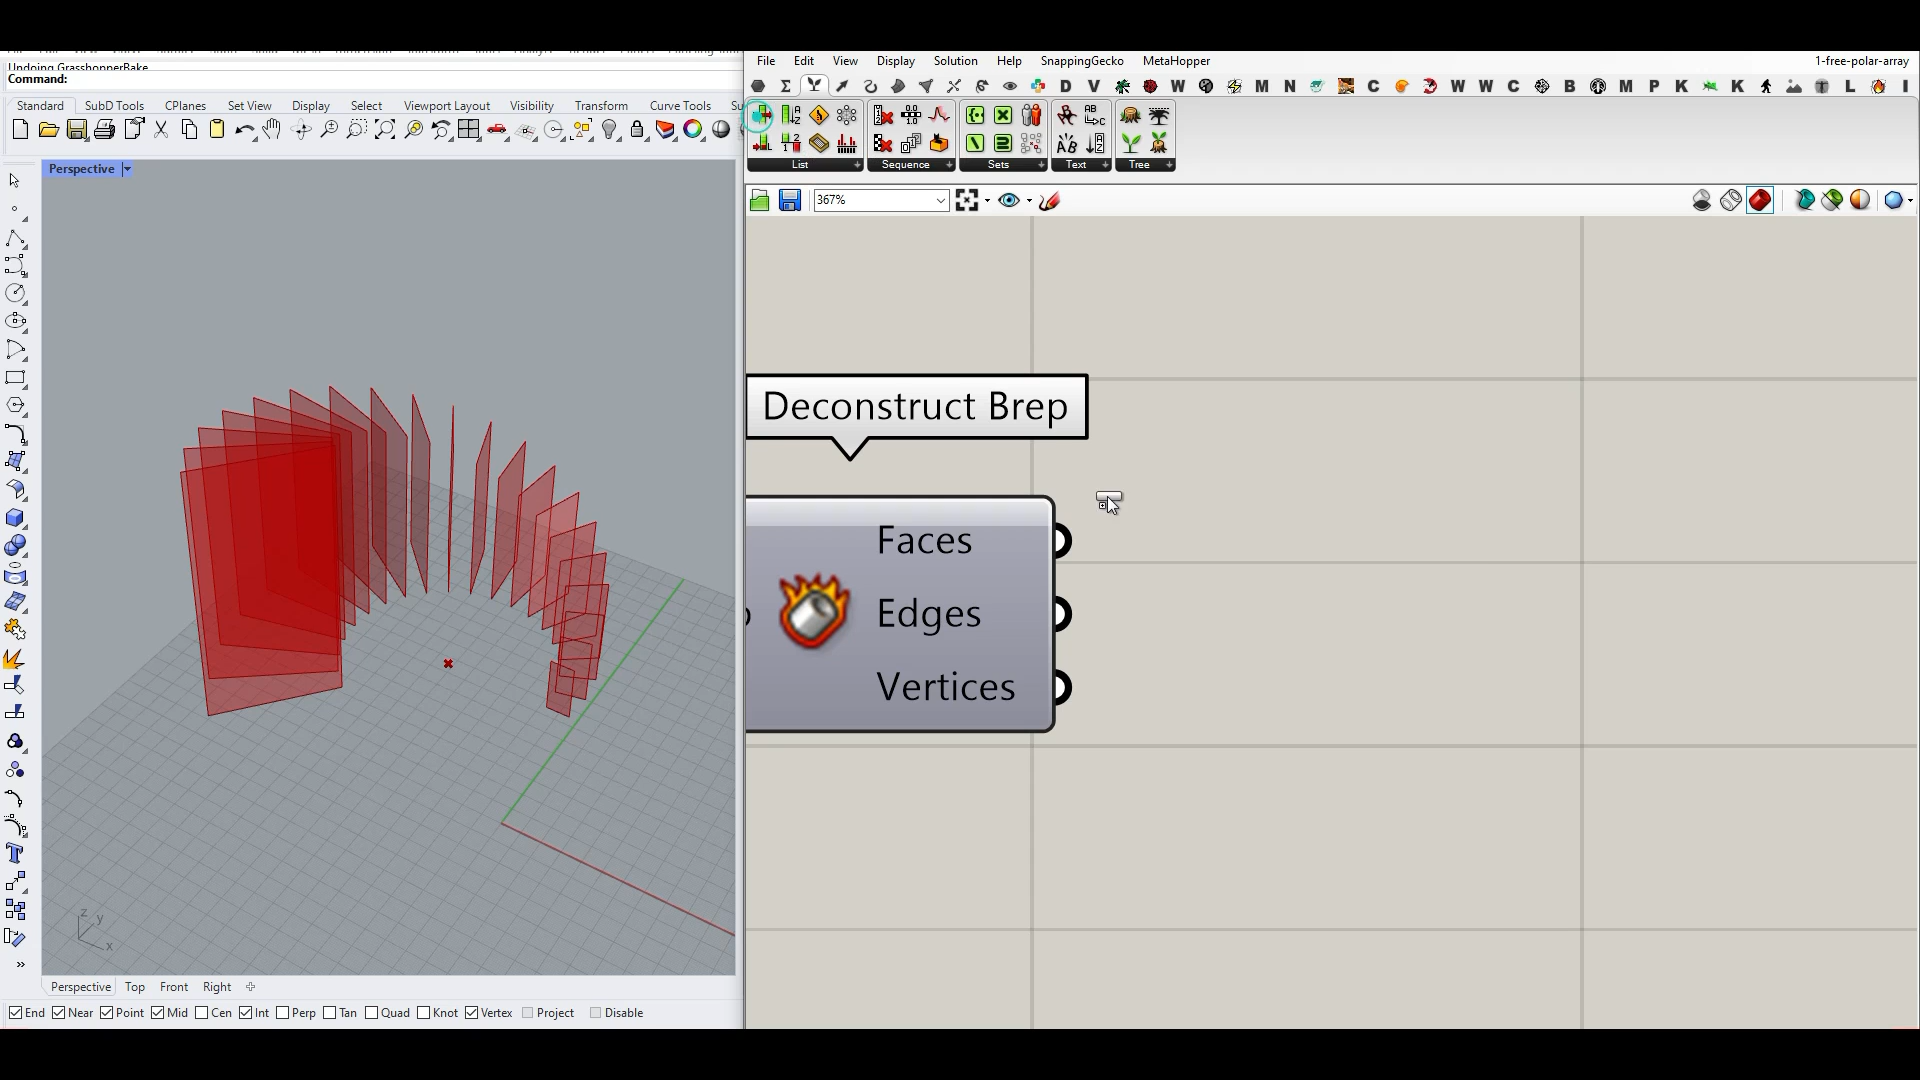 Undoing GrasshopperBake
Command:
Standard CPlanes Set View Display Select Viewport Layout Visibility Transform Curve Tools Su
SubD Tools
Perspective
Perspective Top Front Right
End Near Point Mid Cen Int Perp Tan Quad Knot Vertex Project Disable
z y x
File Edit View Display Solution Help SnappingGecko MetaHopper
1-free-polar-array
D V W M N C W W C B M P K K L I
List Sequence Sets Text Tree
367%
Deconstruct Brep
Faces
Edges
Vertices